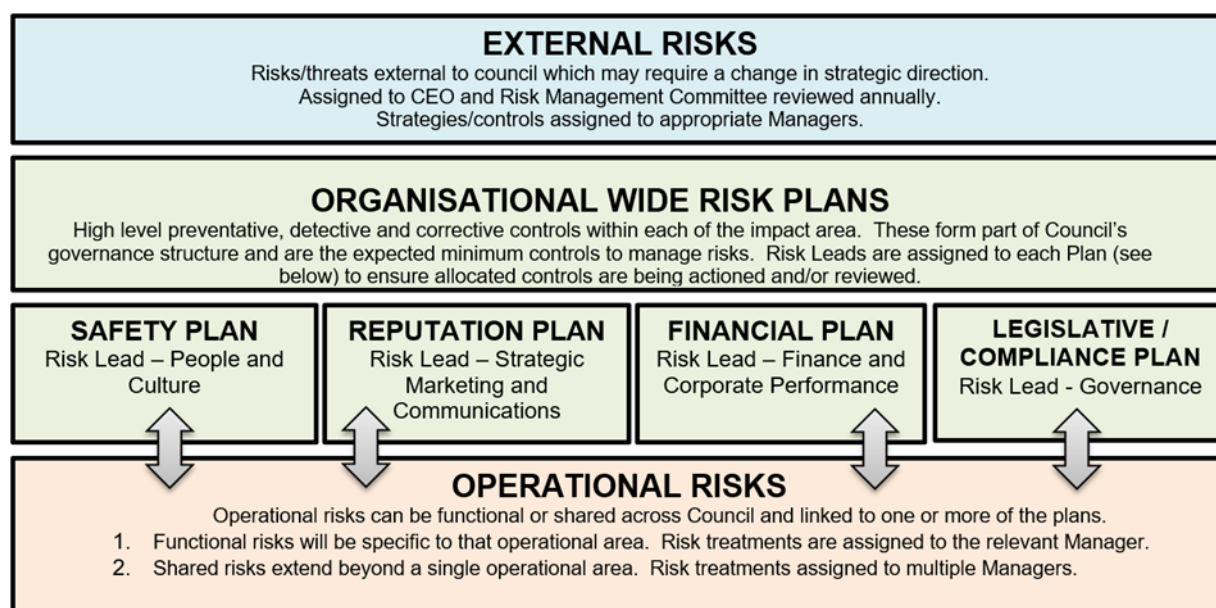 EXTERNAL RISKS
Risks/threats external to council which may require a change in strategic direction.
Assigned to CEO and Risk Management Committee reviewed annually.
Strategies/controls assigned to appropriate Managers.
ORGANISATIONAL WIDE RISK PLANS
High level preventative, detective and corrective controls within each of the impact area.  These form part of Council's
governance structure and are the expected minimum controls to manage risks.  Risk Leads are assigned to each Plan (see
below) to ensure allocated controls are being actioned and/or reviewed.
SAFETY PLAN
Risk Lead – People and
Culture
REPUTATION PLAN
Risk Lead – Strategic
Marketing and
Communications
FINANCIAL PLAN
Risk Lead – Finance and
Corporate Performance
LEGISLATIVE /
COMPLIANCE PLAN
Risk Lead - Governance
OPERATIONAL RISKS
Operational risks can be functional or shared across Council and linked to one or more of the plans.
1. Functional risks will be specific to that operational area.  Risk treatments are assigned to the relevant Manager.
2. Shared risks extend beyond a single operational area.  Risk treatments assigned to multiple Managers.